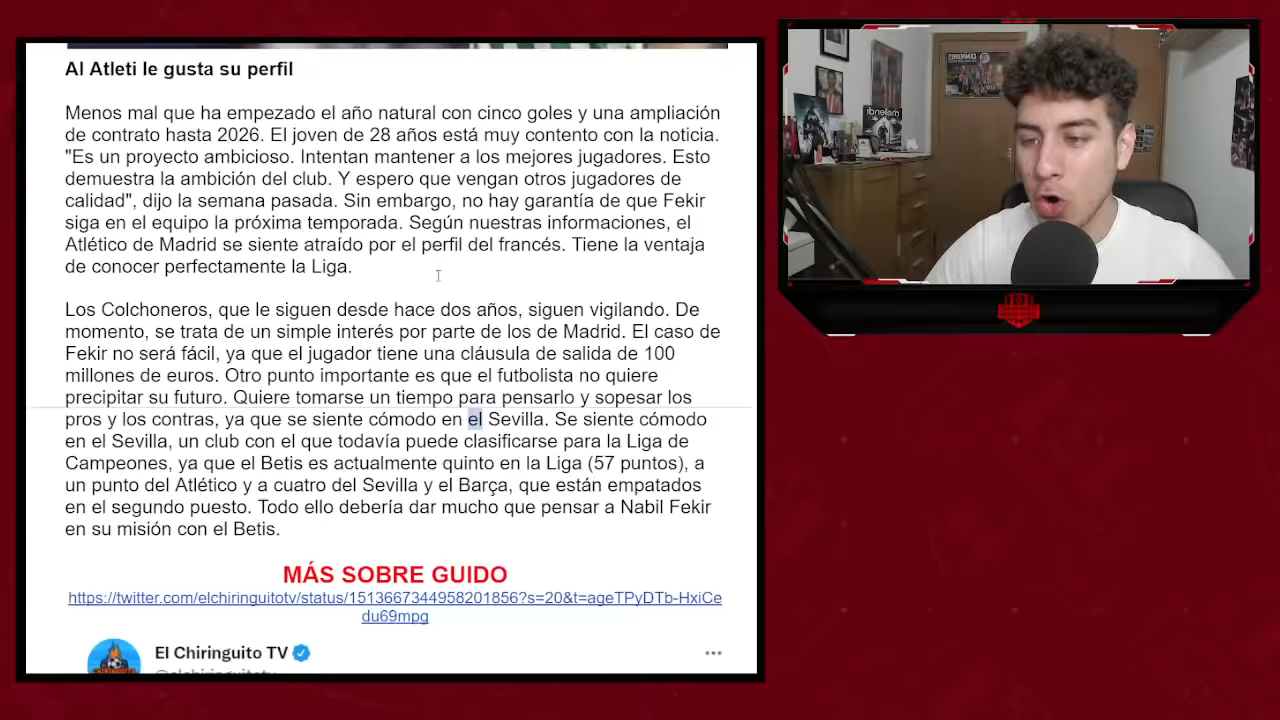 Al Atleti le gusta su perfil
Menos mal que ha empezado el año natural con cinco goles y una ampliación
de contrato hasta 2026. El joven de 28 años está muy contento con la noticia.
"Es un proyecto ambicioso. Intentan mantener a los mejores jugadores. Esto
demuestra la ambición del club. Y espero que vengan otros jugadores de
calidad", dijo la semana pasada. Sin embargo, no hay garantía de que Fekir
siga en el equipo la próxima temporada. Según nuestras informaciones, el
Atlético de Madrid se siente atraído por el perfil del francés. Tiene la ventaja
de conocer perfectamente la Liga.
Los Colchoneros, que le siguen desde hace dos años, siguen vigilando. De
momento, se trata de un simple interés por parte de los de Madrid. El caso de
Fekir no será fácil, ya que el jugador tiene una cláusula de salida de 100
millones de euros. Otro punto importante es que el futbolista no quiere
precipitar su futuro. Quiere tomarse un tiempo para pensarlo y sopesar los
pros y los contras, ya que se siente cómodo en el Sevilla. Se siente cómodo
en el Sevilla, un club con el que todavía puede clasificarse para la Liga de
Campeones, ya que el Betis es actualmente quinto en la Liga (57 puntos), a
un punto del Atlético y a cuatro del Sevilla y el Barça, que están empatados
en el segundo puesto. Todo ello debería dar mucho que pensar a Nabil Fekir
en su misión con el Betis.
MÁS SOBRE GUIDO
https://twitter.com/elchiringuitotv/status/1513667344958201856?s=20&t=ageTPyDTb-HxiCe
du69mpg
El Chiringuito TV